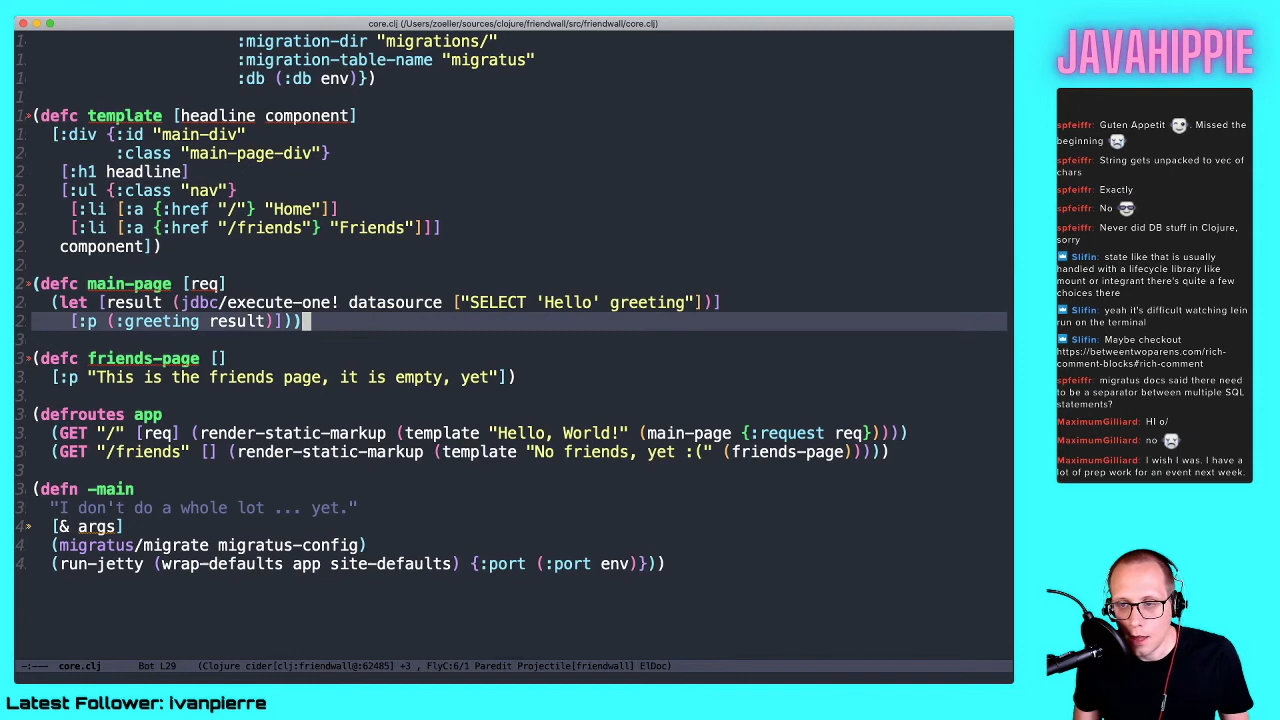 core.clj (/Users/zoeller/sources/clojure/friendwall/src/friendwall/core.clj)
:migration-dir "migrations/"
:migration-table-name "migratus"
:db (:db env)})
(defc template [headline component]
[:div {:id "main-div"
:class "main-page-div"}
[:h1 headline]
[:ul {:class "nav"}
[:li [:a {:href "/"} "Home"]]
[:li [:a {:href "/friends"} "Friends"]]]
component])
(defc main-page [req]
(let [result (jdbc/execute-one! datasource ["SELECT 'Hello' greeting"])]
[:p (:greeting result)]))
(defc friends-page []
[:p "This is the friends page, it is empty, yet"])
(defroutes app
(GET "/" [req] (render-static-markup (template "Hello, World!" (main-page {:request req}))))
(GET "/friends" [] (render-static-markup (template "No friends, yet :(" (friends-page)))))
(defn -main
"I don't do a whole lot ... yet."
[& args]
(migratus/migrate migratus-config)
(run-jetty (wrap-defaults app site-defaults) {:port (:port env)}))
-:--- core.clj Bot L29 (Clojure cider[clj:friendwall@:62485] +3 , FlyC:6/1 Paredit Projectile[friendwall] ElDoc)
JAVAHIPPIE
spfeiffr: Guten Appetit . Missed the
beginning
spfeiffr: String gets unpacked to vec of
chars
spfeiffr: Exactly
spfeiffr: No
spfeiffr: Never did DB stuff in Clojure,
sorry
Slifin: state like that is usually
handled with a lifecycle library like
mount or integrant there's quite a few
choices there
Slifin: yeah it's difficult watching lein
run on the terminal
Slifin: Maybe checkout
https://betweentwoparens.com/rich-
comment-blocks#rich-comment
spfeiffr: migratus docs said there need
to be a separator between multiple SQL
statements?
MaximumGilliard: HI o/
MaximumGilliard: no
MaximumGilliard: I wish I was. I have a
lot of prep work for an event next week.
Latest Follower: Ivanpierre